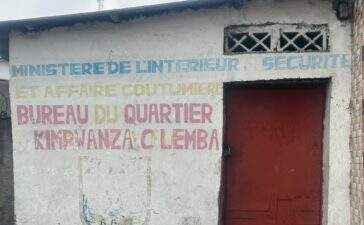 MINISTERE DE L'INTERIEUR SECURITE
ET AFFAIRE COUTUMIERE
BUREAU DU QUARTIER
KIMPWANZA C/LEMBA